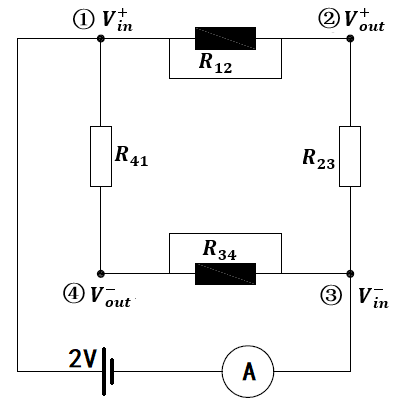 ① V⁺in ② V⁺out
R12
R41 R23
R34
④ V⁻out ③ V⁻in
2V A